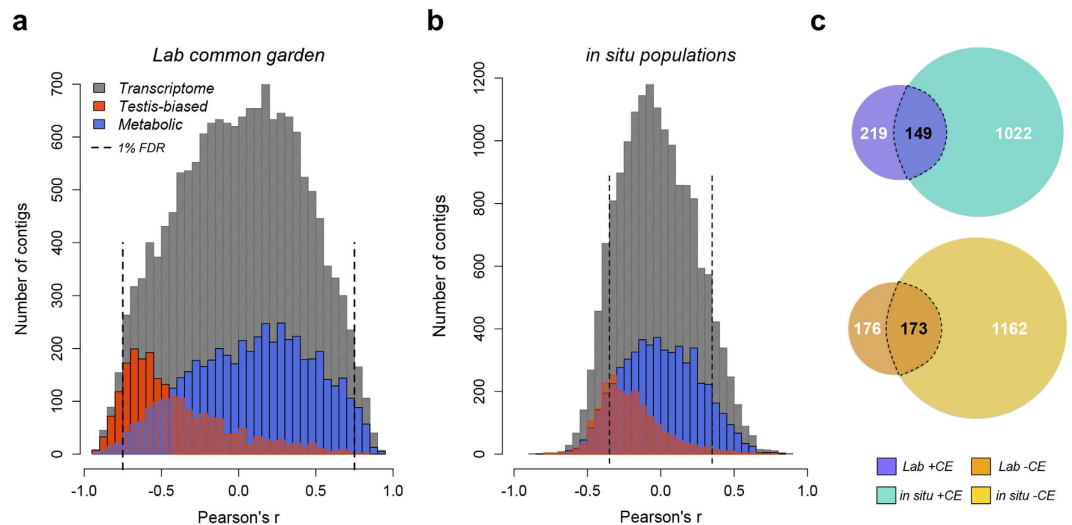 a
Lab common garden
Transcriptome
Testis-biased
Metabolic
1% FDR
Number of contigs
700
600
500
400
300
200
100
0
-1.0 -0.5 0.0 0.5 1.0
Pearson's r
b
in situ populations
Number of contigs
1200
1000
800
600
400
200
0
-1.0 -0.5 0.0 0.5 1.0
Pearson's r
c
219 149 1022
176 173 1162
Lab +CE Lab -CE
in situ +CE in situ -CE